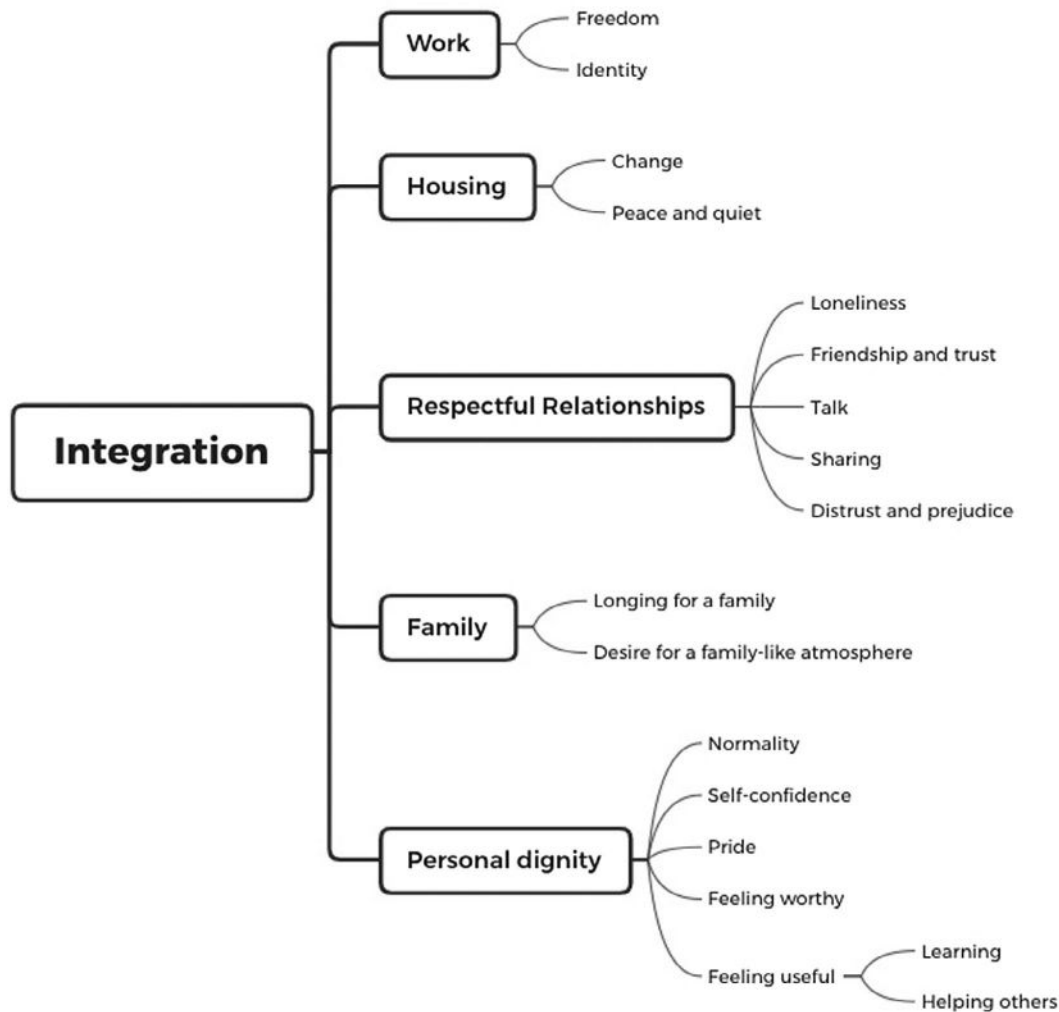 Integration
Work
Freedom
Identity
Housing
Change
Peace and quiet
Respectful Relationships
Loneliness
Friendship and trust
Talk
Sharing
Distrust and prejudice
Family
Longing for a family
Desire for a family-like atmosphere
Personal dignity
Normality
Self-confidence
Pride
Feeling worthy
Feeling useful
Learning
Helping others